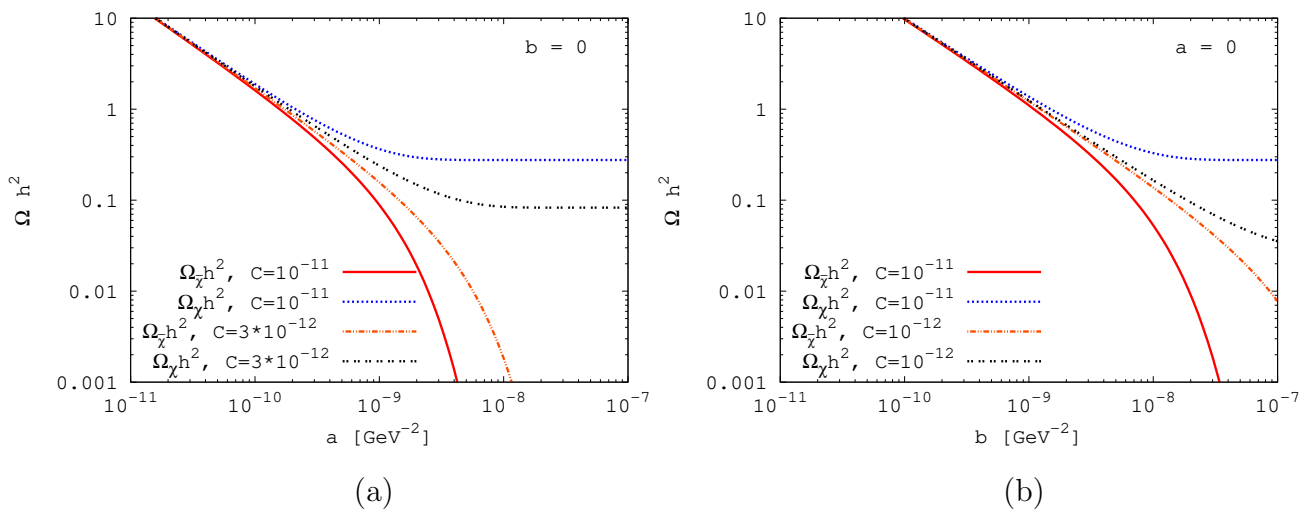 10
1
0.1
0.01
0.001
Ω h²
b = 0
Ω_χ̄h², C=10⁻¹¹
Ω_χh², C=10⁻¹¹
Ω_χ̄h², C=3*10⁻¹²
Ω_χh², C=3*10⁻¹²
10⁻¹¹ 10⁻¹⁰ 10⁻⁹ 10⁻⁸ 10⁻⁷
a [GeV⁻²]
(a)
10
1
0.1
0.01
0.001
Ω h²
a = 0
Ω_χ̄h², C=10⁻¹¹
Ω_χh², C=10⁻¹¹
Ω_χ̄h², C=10⁻¹²
Ω_χh², C=10⁻¹²
10⁻¹¹ 10⁻¹⁰ 10⁻⁹ 10⁻⁸ 10⁻⁷
b [GeV⁻²]
(b)